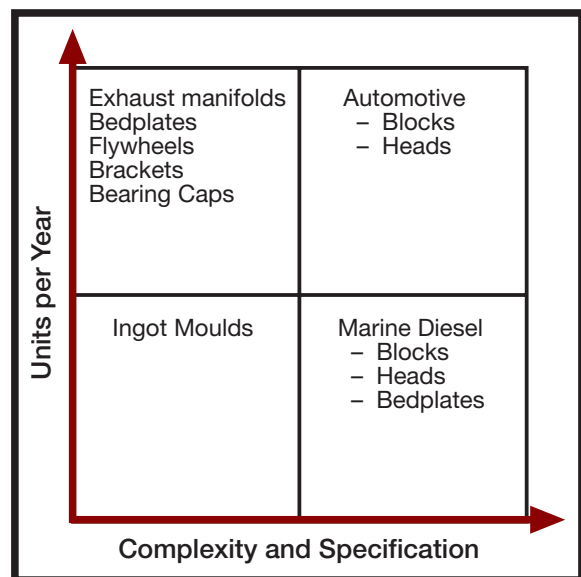 Exhaust manifolds
Bedplates
Flywheels
Brackets
Bearing Caps
Automotive
– Blocks
– Heads
Ingot Moulds
Marine Diesel
– Blocks
– Heads
– Bedplates
Units per Year
Complexity and Specification